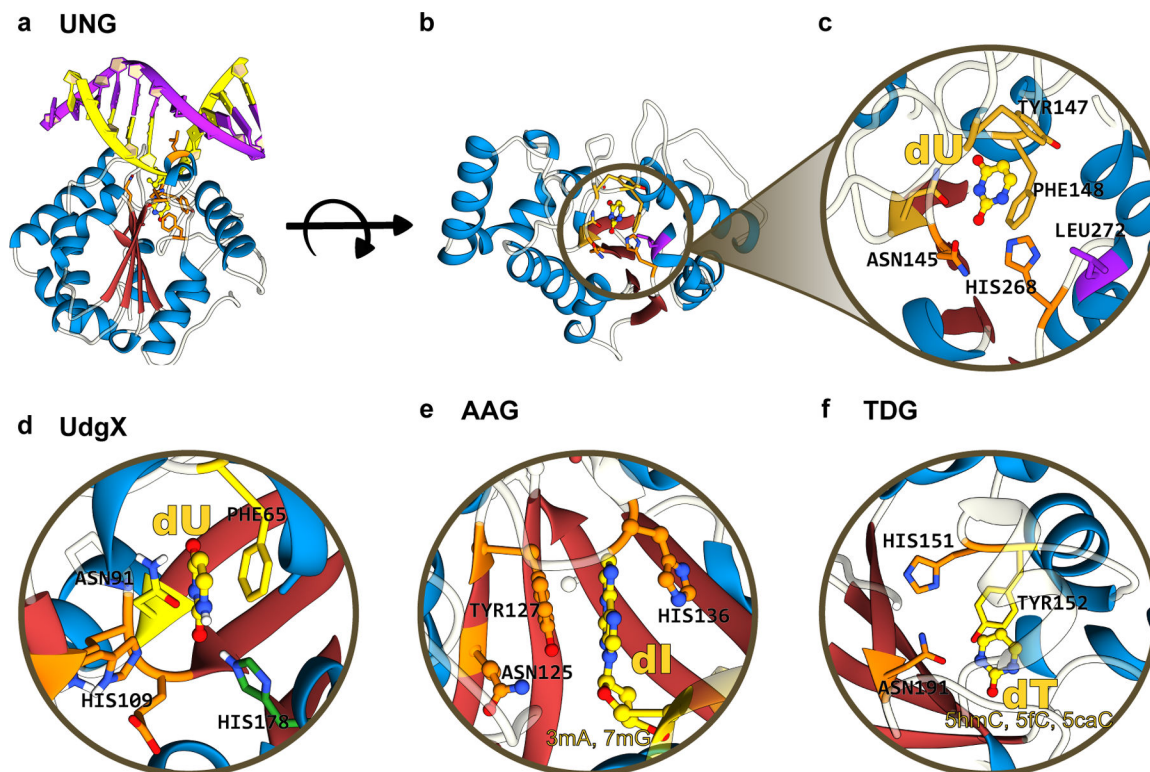 a UNG
b
c
TYR147
dU
PHE148
LEU272
ASN145
HIS268
d UdgX
dU
PHE65
ASN91
HIS109
HIS178
e AAG
TYR127
HIS136
ASN125
dI
3mA, 7mG
f TDG
HIS151
TYR152
ASN191
dT
5hmC, 5fC, 5caC